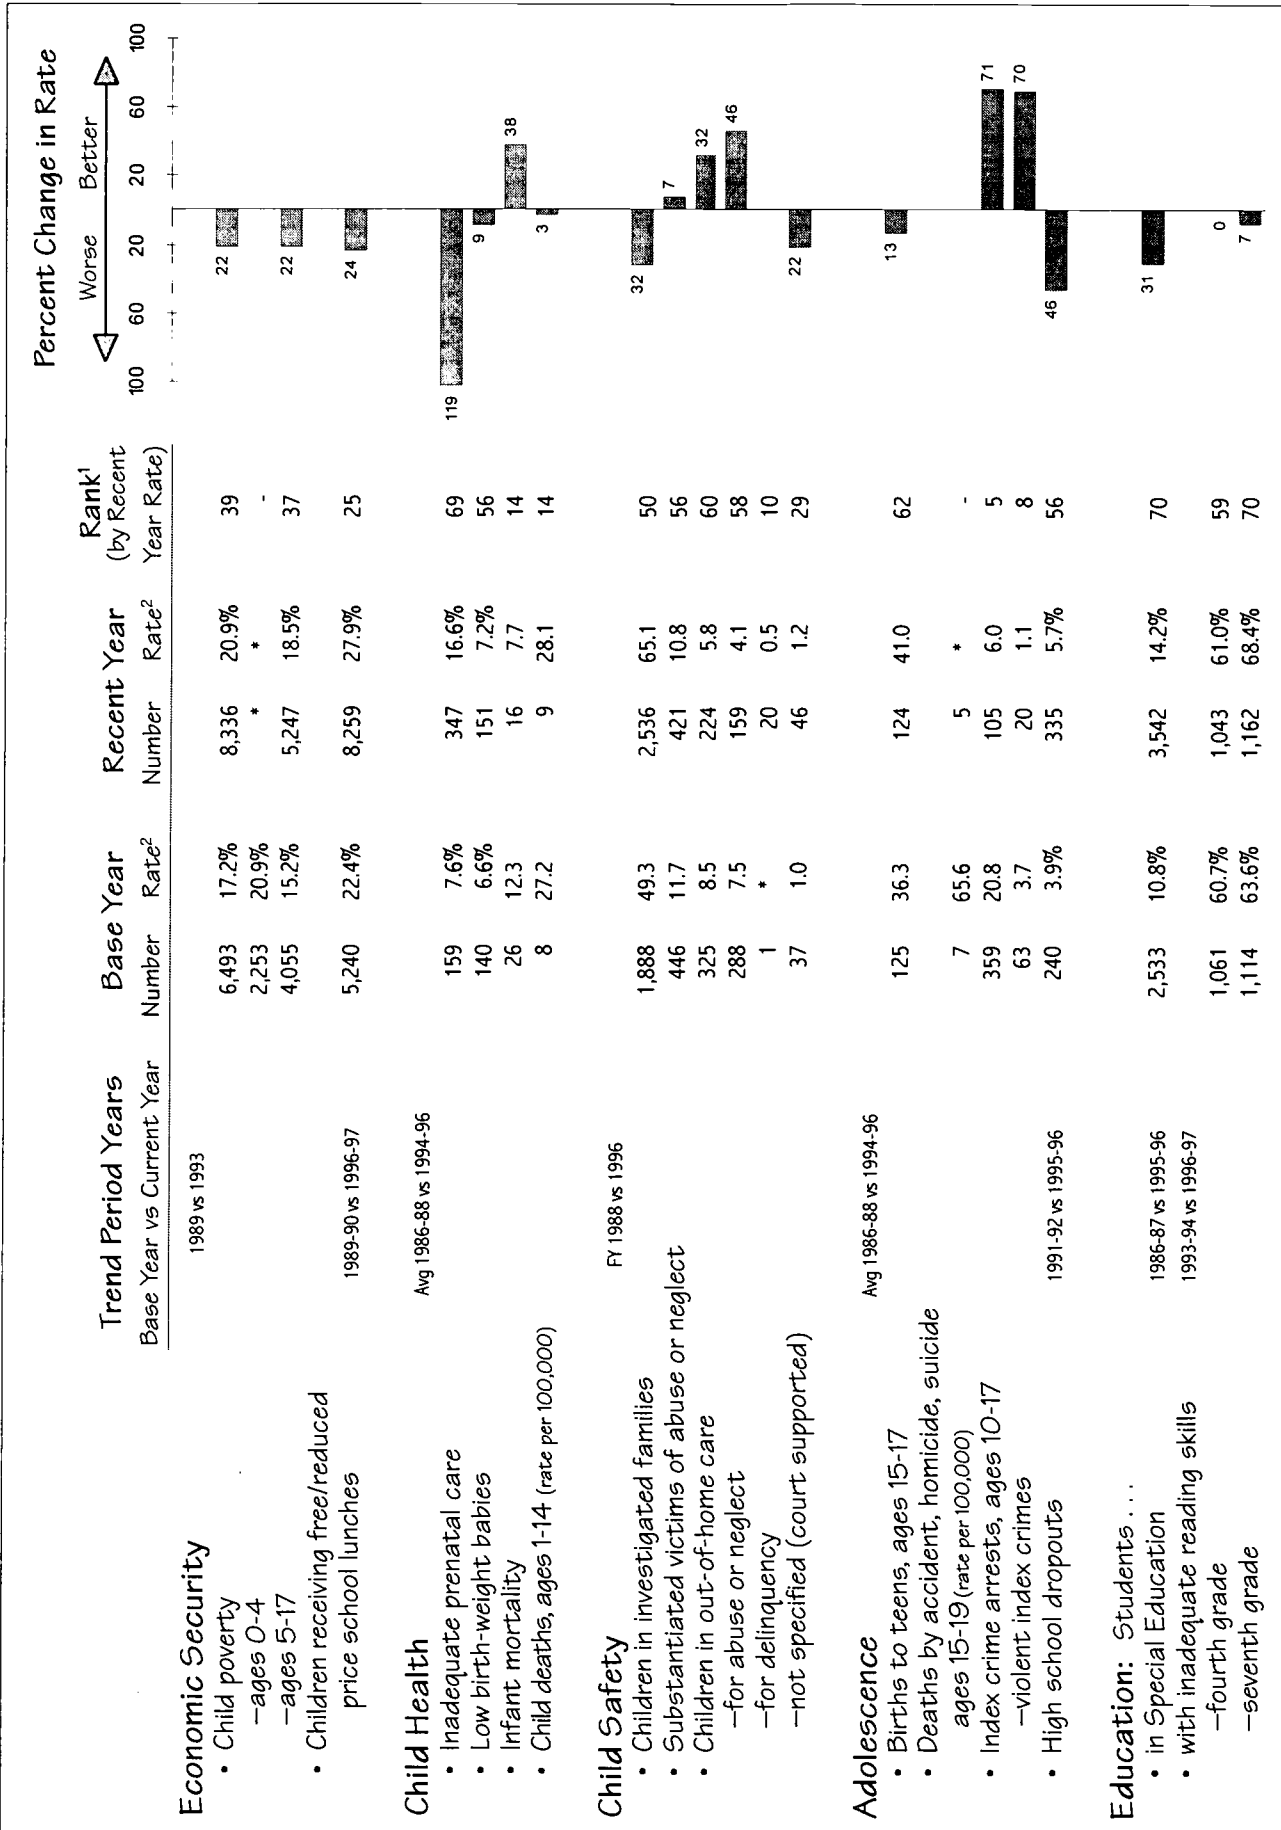 Trend Period Years Base Year Recent Year Rank¹ Percent Change in Rate
(by Recent Worse Better
Base Year vs Current Year Number Rate² Number Rate² Year Rate) 100 60 20 20 60 100
Economic Security
• Child poverty 1989 vs 1993 6,493 17.2% 8,336 20.9% 39 22
–ages 0-4 2,253 20.9% * * -
–ages 5-17 4,055 15.2% 5,247 18.5% 37 22
• Children receiving free/reduced
price school lunches 1989-90 vs 1996-97 5,240 22.4% 8,259 27.9% 25 24
Child Health Avg 1986-88 vs 1994-96
• Inadequate prenatal care 159 7.6% 347 16.6% 69 119
• Low birth-weight babies 140 6.6% 151 7.2% 56 9
• Infant mortality 26 12.3 16 7.7 14 38
• Child deaths, ages 1-14 (rate per 100,000) 8 27.2 9 28.1 14 3
Child Safety FY 1988 vs 1996
• Children in investigated families 1,888 49.3 2,536 65.1 50 32
• Substantiated victims of abuse or neglect 446 11.7 421 10.8 56 7
• Children in out-of-home care 325 8.5 224 5.8 60 32
–for abuse or neglect 288 7.5 159 4.1 58 46
–for delinquency 1 * 20 0.5 10
–not specified (court supported) 37 1.0 46 1.2 29 22
Adolescence Avg 1986-88 vs 1994-96
• Births to teens, ages 15-17 125 36.3 124 41.0 62 13
• Deaths by accident, homicide, suicide
ages 15-19 (rate per 100,000) 7 65.6 5 * -
• Index crime arrests, ages 10-17 359 20.8 105 6.0 5 71
–violent index crimes 63 3.7 20 1.1 8 70
• High school dropouts 1991-92 vs 1995-96 240 3.9% 335 5.7% 56 46
Education: Students . . . .
• in Special Education 1986-87 vs 1995-96 2,533 10.8% 3,542 14.2% 70 31
• with inadequate reading skills 1993-94 vs 1996-97
–fourth grade 1,061 60.7% 1,043 61.0% 59 0
–seventh grade 1,114 63.6% 1,162 68.4% 70 7